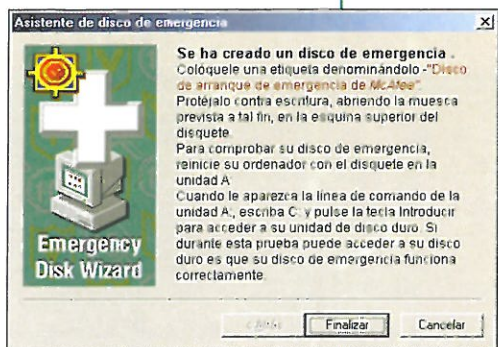 Asistente de disco de emergencia
Se ha creado un disco de emergencia .
Colóquele una etiqueta denominándolo -"Disco
de arranque de emergencia de McAfee".
Protéjalo contra escritura, abriendo la muesca
prevista a tal fin, en la esquina superior del
disquete.
Para comprobar su disco de emergencia,
reinicie su ordenador con el disquete en la
unidad A:
Cuando le aparezca la línea de comando de la
unidad A:, escriba C: y pulse la tecla Introducir
para acceder a su unidad de disco duro. Si
durante esta prueba puede acceder a su disco
duro es que su disco de emergencia funciona
correctamente.
Emergency
Disk Wizard
< Atrás
Finalizar
Cancelar